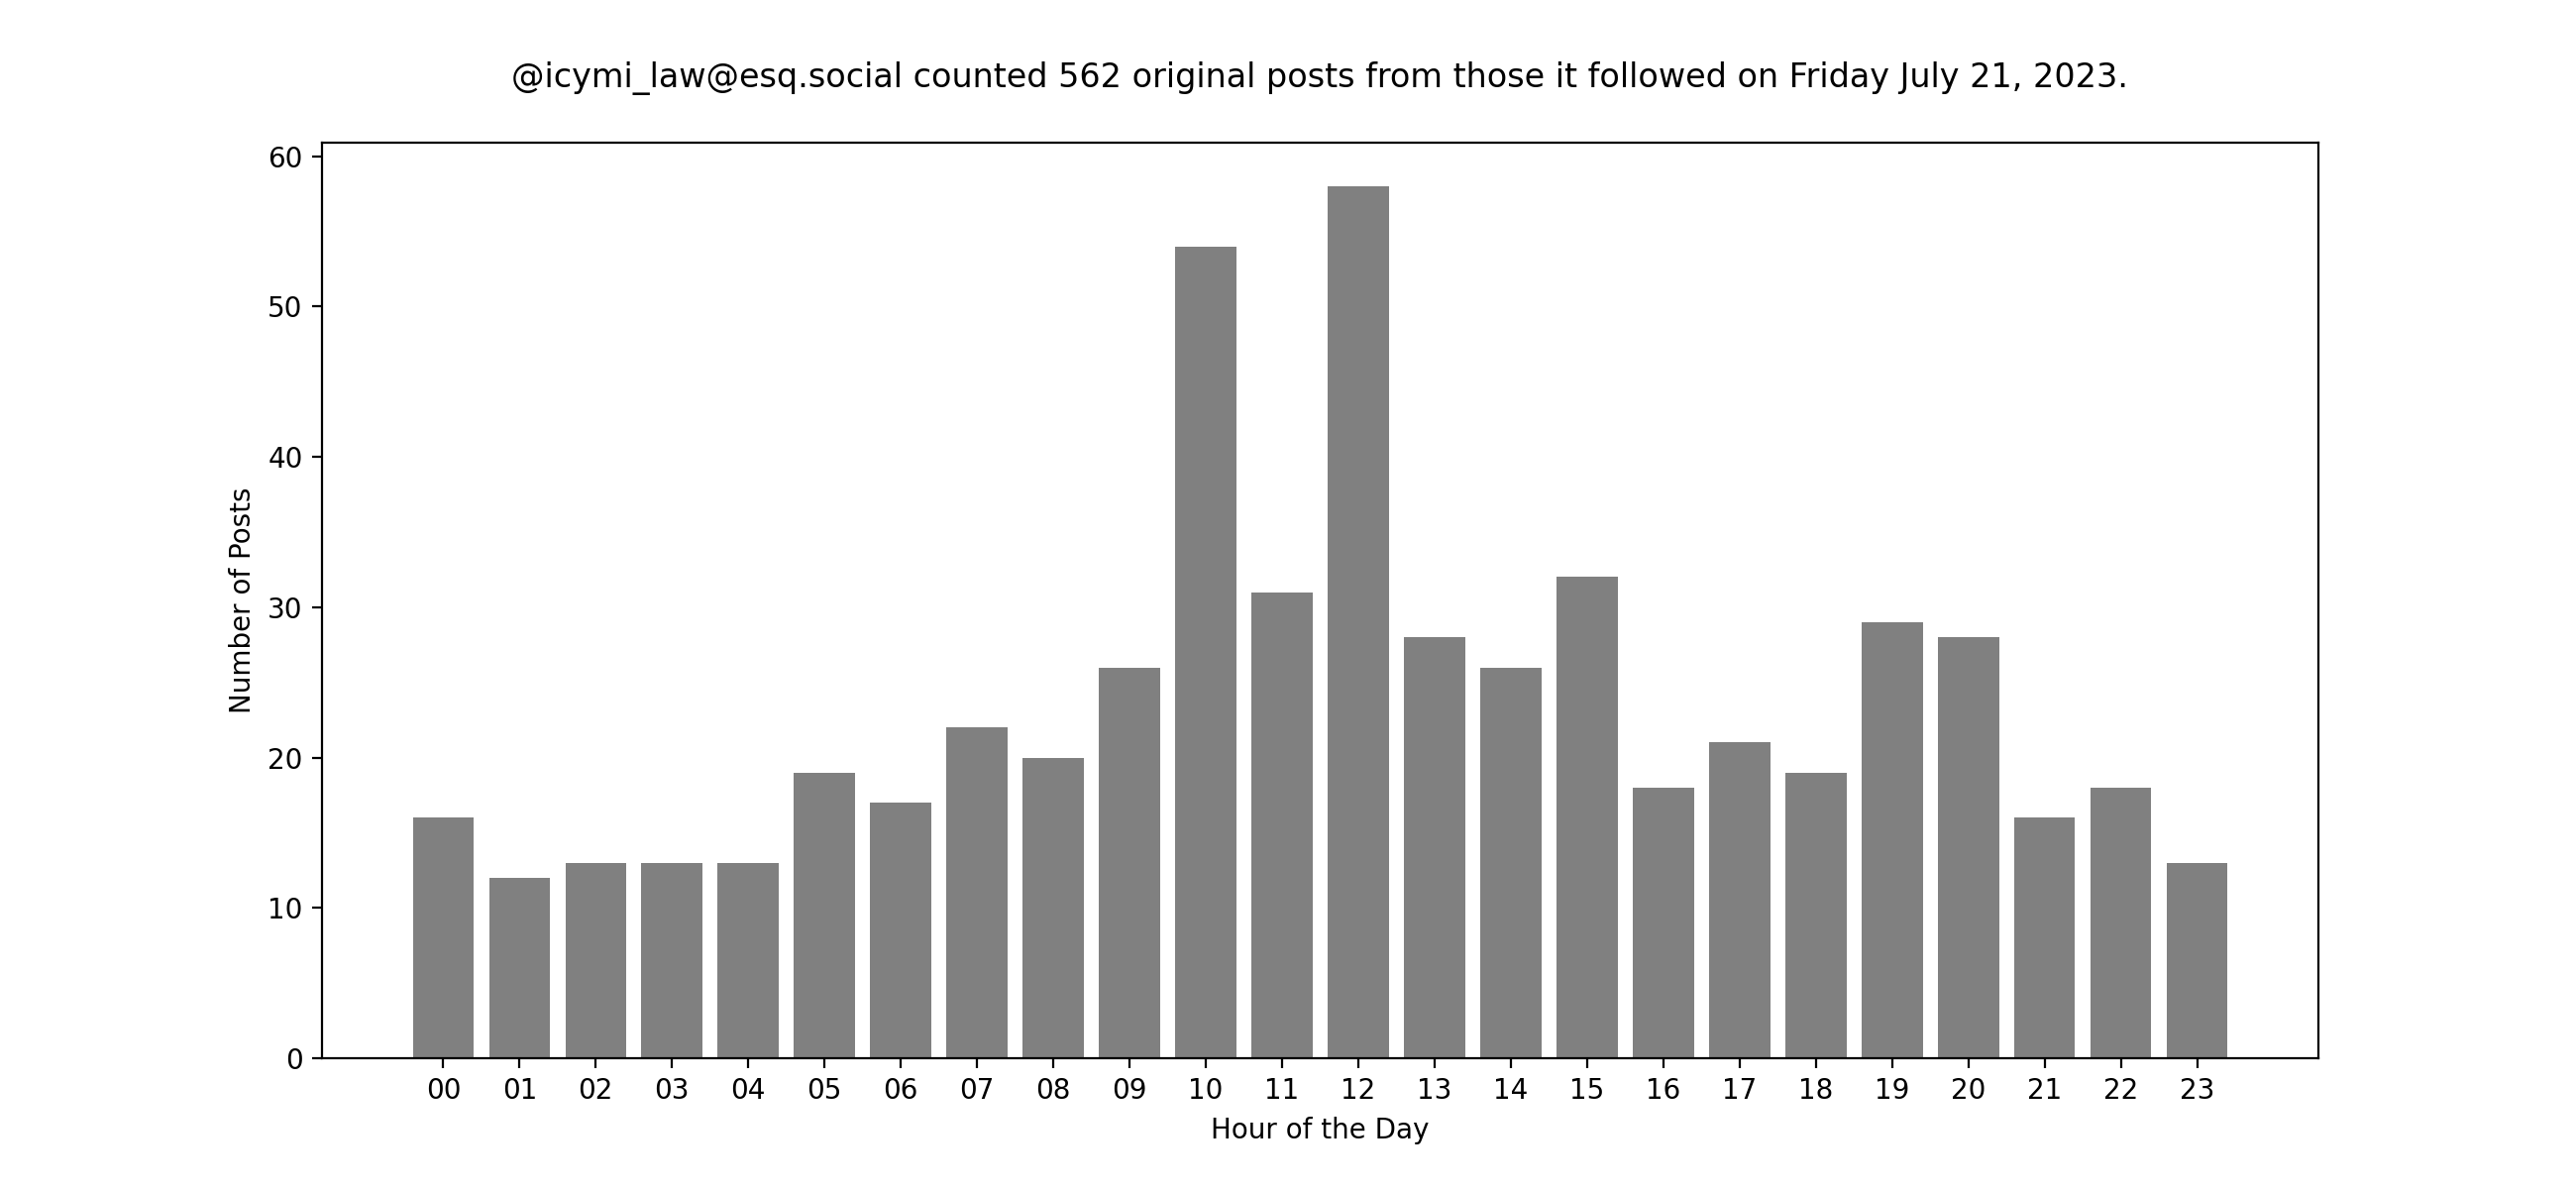 @icymi_law@esq.social counted 562 original posts from those it followed on Friday July 21, 2023.
60
50
40
30
20
10
0
Number of Posts
00 01 02 03 04 05 06 07 08 09 10 11 12 13 14 15 16 17 18 19 20 21 22 23
Hour of the Day